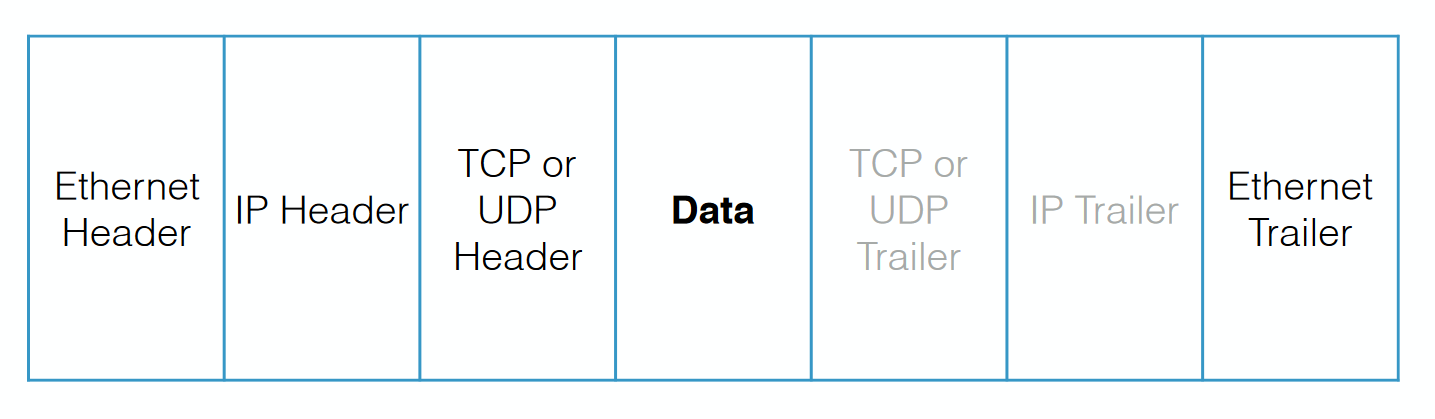 Ethernet
Header
IP Header
TCP or
UDP
Header
Data
TCP or
UDP
Trailer
IP Trailer
Ethernet
Trailer